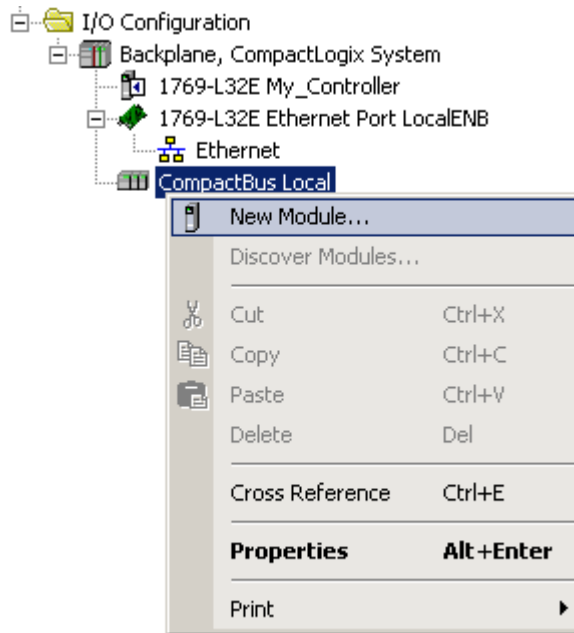 I/O Configuration
Backplane, CompactLogix System
1769-L32E My_Controller
1769-L32E Ethernet Port LocalENB
Ethernet
CompactBus Local
New Module...
Discover Modules...
Cut Ctrl+X
Copy Ctrl+C
Paste Ctrl+V
Delete Del
Cross Reference Ctrl+E
Properties Alt+Enter
Print